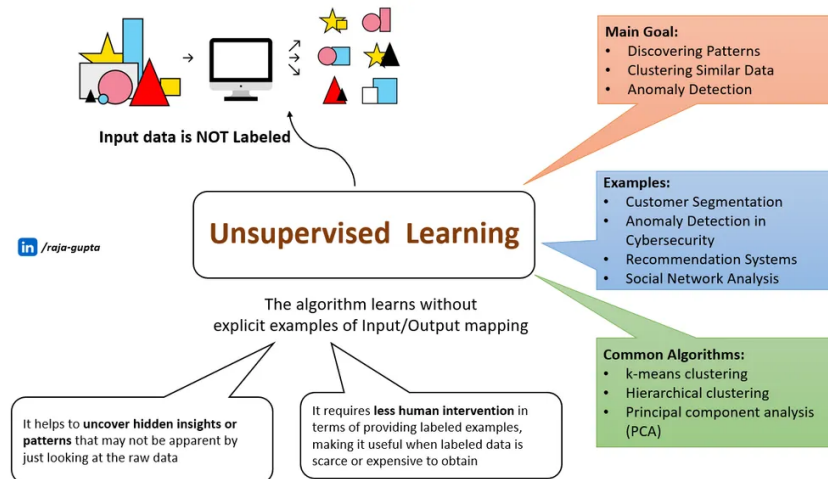 Input data is NOT Labeled
Main Goal:
• Discovering Patterns
• Clustering Similar Data
• Anomaly Detection
Unsupervised Learning
in /raja-gupta
Examples:
• Customer Segmentation
• Anomaly Detection in
Cybersecurity
• Recommendation Systems
• Social Network Analysis
The algorithm learns without
explicit examples of Input/Output mapping
It helps to uncover hidden insights or
patterns that may not be apparent by
just looking at the raw data
It requires less human intervention in
terms of providing labeled examples,
making it useful when labeled data is
scarce or expensive to obtain
Common Algorithms:
• k-means clustering
• Hierarchical clustering
• Principal component analysis
(PCA)